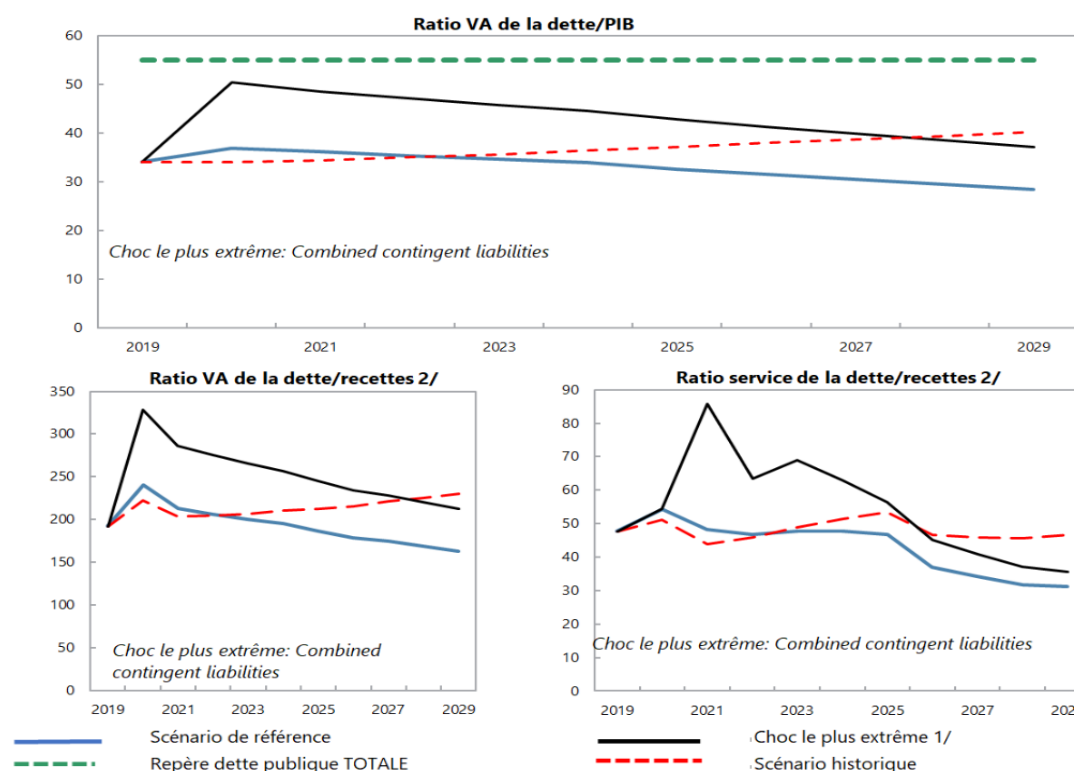 Ratio VA de la dette/PIB
60
50
40
30
20
10
0
Choc le plus extrême: Combined contingent liabilities
2019 2021 2023 2025 2027 2029
Ratio VA de la dette/recettes 2/
350
300
250
200
150
100
50
0
Choc le plus extrême: Combined
contingent liabilities
2019 2021 2023 2025 2027 2029
Ratio service de la dette/recettes 2/
90
80
70
60
50
40
30
20
10
0
Choc le plus extrême: Combined contingent liabilities
2019 2021 2023 2025 2027 202
Scénario de référence
Choc le plus extrême 1/
Repère dette publique TOTALE
Scénario historique